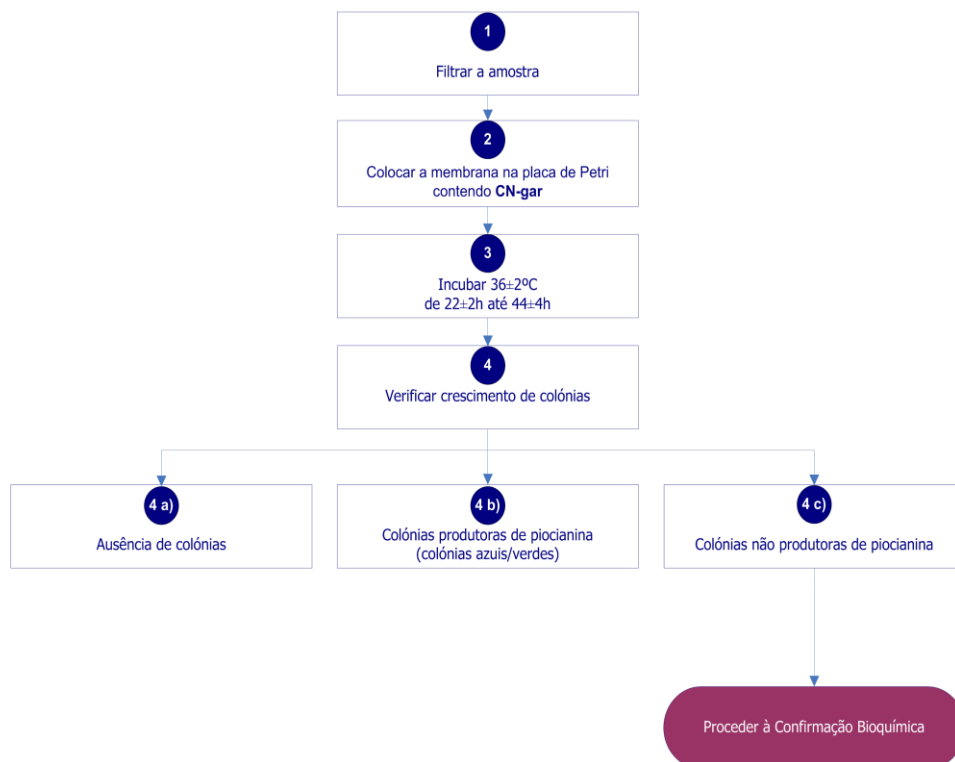 1
Filtrar a amostra
2
Colocar a membrana na placa de Petri
contendo CN-gar
3
Incubar 36±2ºC
de 22±2h até 44±4h
4
Verificar crescimento de colónias
4 a)
Ausência de colónias
4 b)
Colónias produtoras de piocianina
(colónias azuis/verdes)
4 c)
Colónias não produtoras de piocianina
Proceder à Confirmação Bioquímica